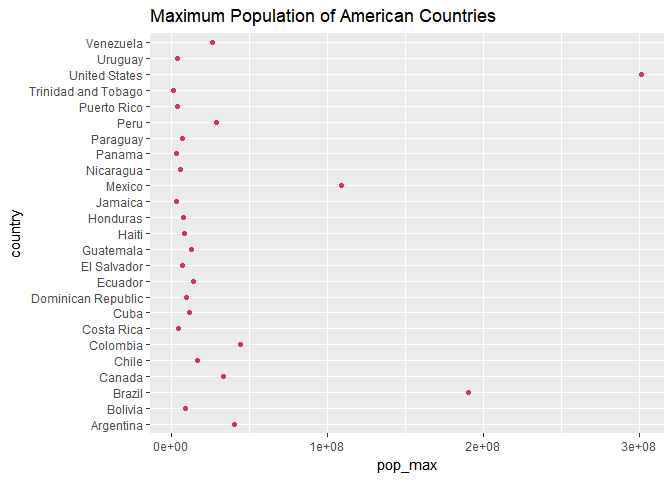 Maximum Population of American Countries
Venezuela
Uruguay
United States
Trinidad and Tobago
Puerto Rico
Peru
Paraguay
Panama
Nicaragua
Mexico
Jamaica
Honduras
Haiti
Guatemala
El Salvador
Ecuador
Dominican Republic
Cuba
Costa Rica
Colombia
Chile
Canada
Brazil
Bolivia
Argentina
country
0e+00 1e+08 2e+08 3e+08
pop_max